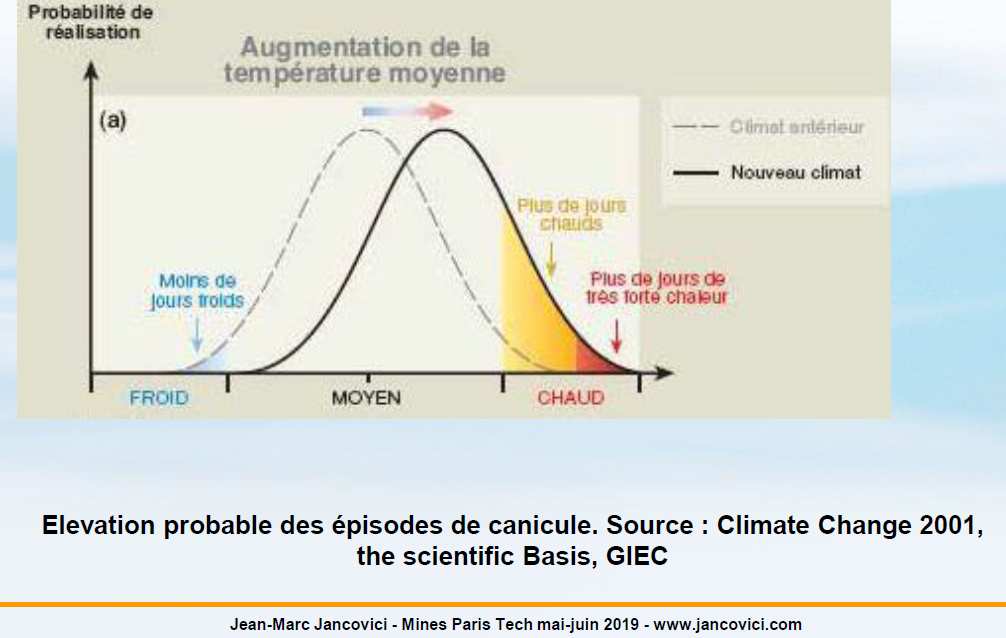 Probabilité de
réalisation
Augmentation de la
température moyenne
(a)
Climat antérieur
Nouveau climat
Plus de jours
chauds
Moins de
jours froids
Plus de jours de
très forte chaleur
FROID
MOYEN
CHAUD
Elevation probable des épisodes de canicule. Source : Climate Change 2001,
the scientific Basis, GIEC
Jean-Marc Jancovici - Mines Paris Tech mai-juin 2019 - www.jancovici.com